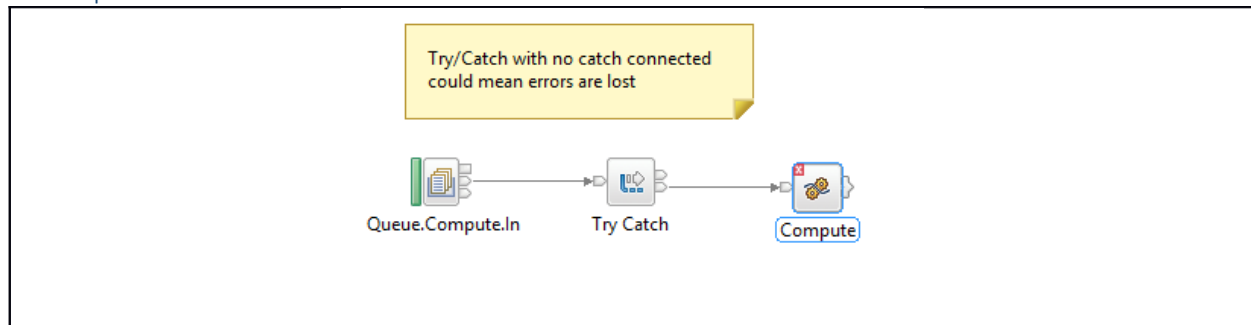 Try/Catch with no catch connected
could mean errors are lost
Queue.Compute.In
Try Catch
Compute